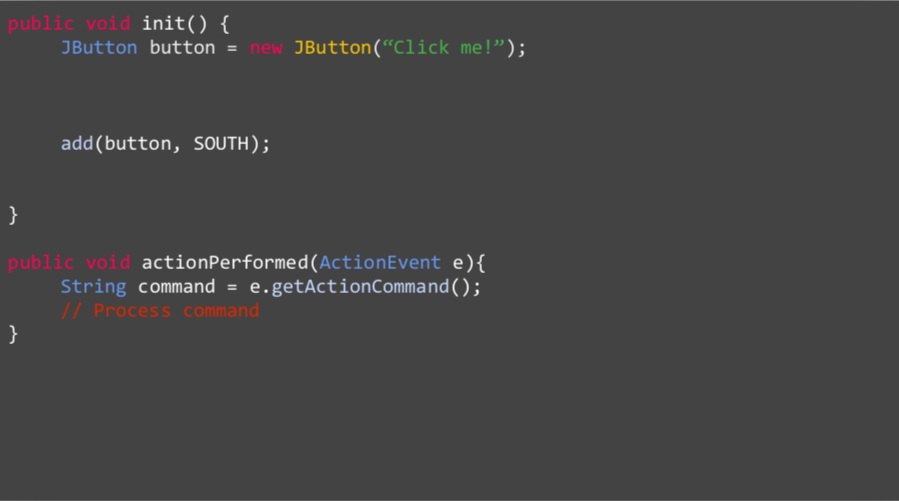 public void init() {
JButton button = new JButton(“Click me!”);
add(button, SOUTH);
}
public void actionPerformed(ActionEvent e){
String command = e.getActionCommand();
// Process command
}